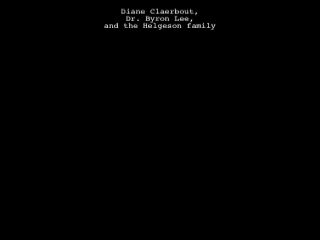 Diane Claerbout,
Dr. Byron Lee,
and the Helgeson family